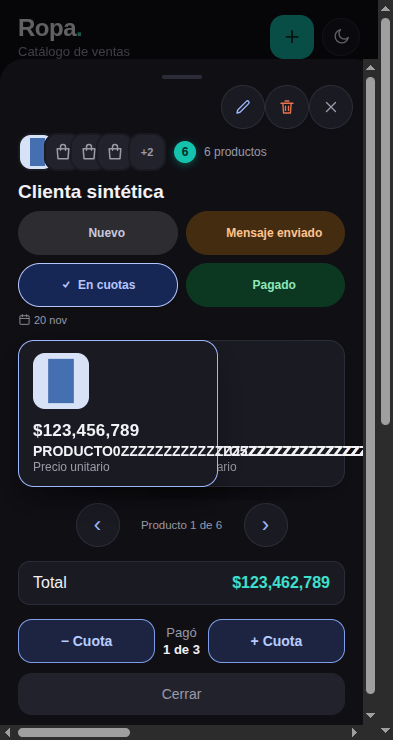 Ropa.
Catálogo de ventas
+2
6
6 productos
Clienta sintética
Nuevo
Mensaje enviado
En cuotas
Pagado
20 nov
$123,456,789
Precio unitario
ario
Producto 1 de 6
Total
$123,462,789
− Cuota
Pagó
1 de 3
+ Cuota
Cerrar